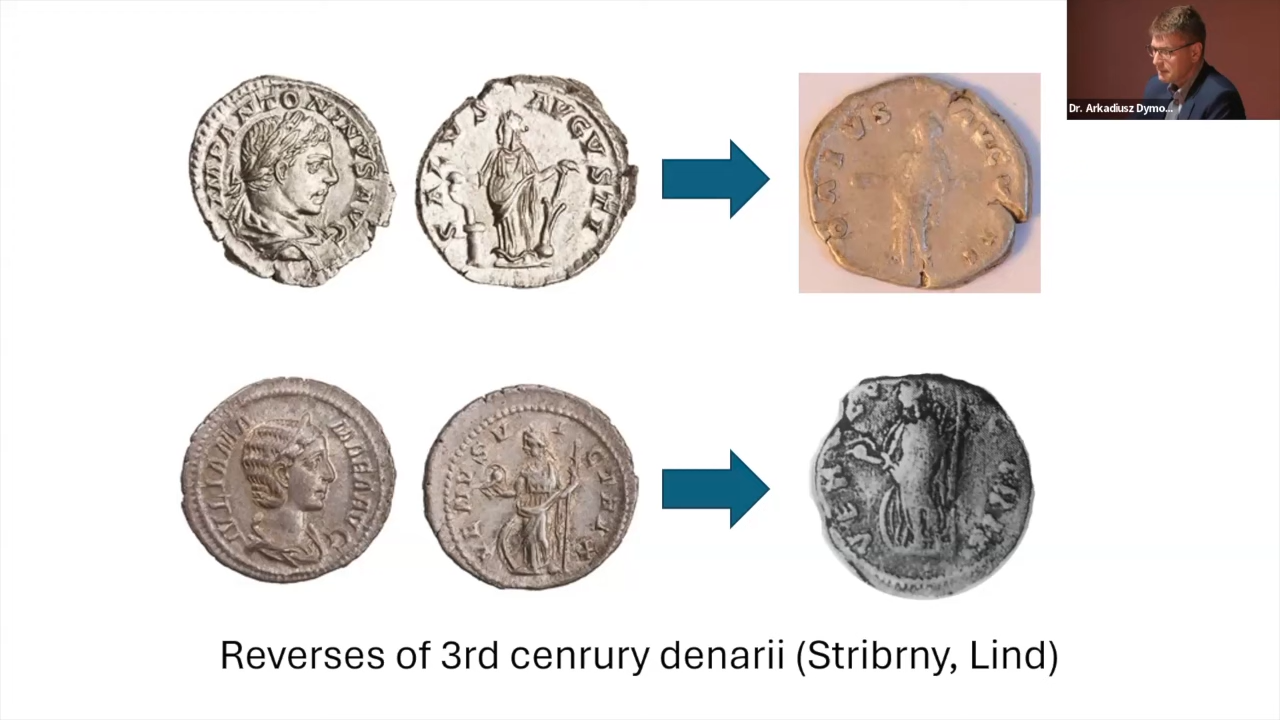 IMP ANTONINVS AVG
SALVS AVGVSTI
Dr. Arkadiusz Dymo...
IVLIA MAMAEA AVG
VENVS VICTRIX
Reverses of 3rd cenrury denarii (Stribrny, Lind)